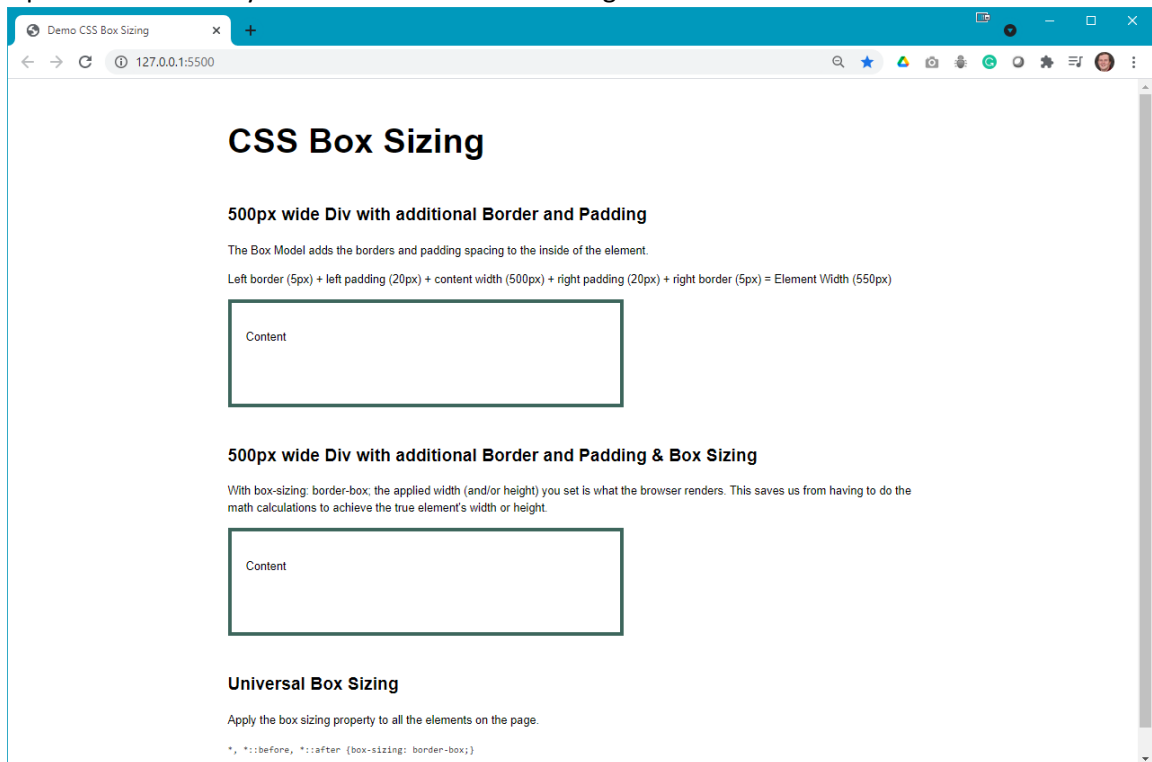 Demo CSS Box Sizing
127.0.0.1:5500
CSS Box Sizing
500px wide Div with additional Border and Padding
The Box Model adds the borders and padding spacing to the inside of the element.
Left border (5px) + left padding (20px) + content width (500px) + right padding (20px) + right border (5px) = Element Width (550px)
Content
500px wide Div with additional Border and Padding & Box Sizing
With box-sizing: border-box; the applied width (and/or height) you set is what the browser renders. This saves us from having to do the
math calculations to achieve the true element's width or height.
Content
Universal Box Sizing
Apply the box sizing property to all the elements on the page.
*, *::before, *::after {box-sizing: border-box;}